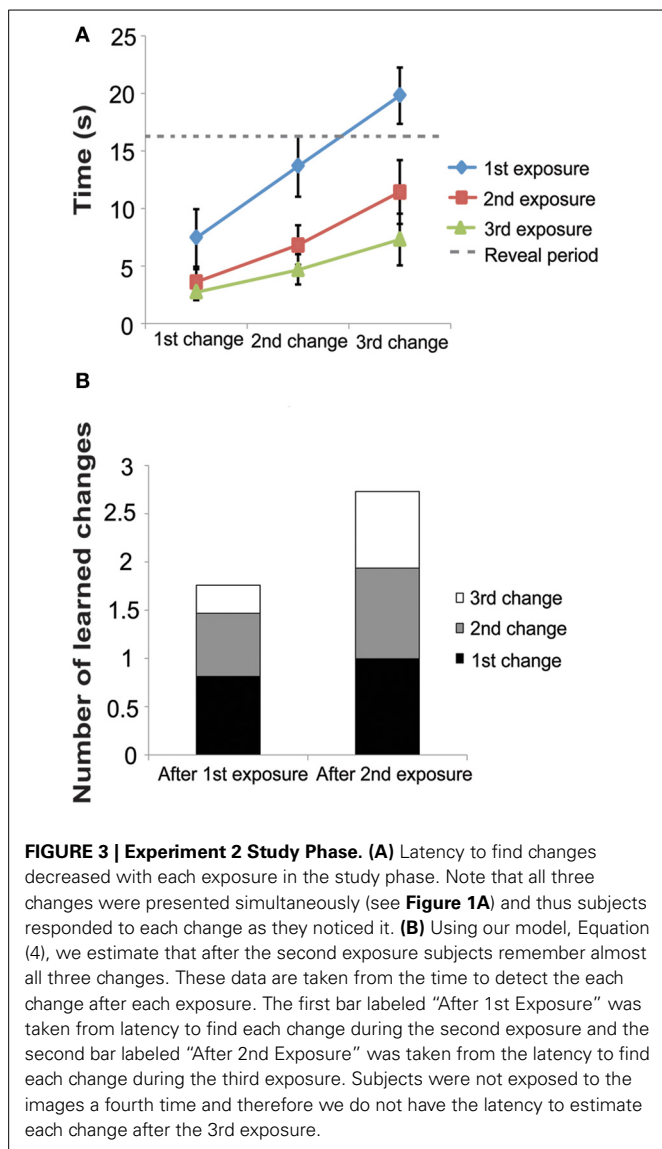 A
25
20
15
10
5
0
Time (s)
1st change 2nd change 3rd change
1st exposure
2nd exposure
3rd exposure
Reveal period
B
Number of learned changes
3
2.5
2
1.5
1
0.5
0
After 1st exposure After 2nd exposure
3rd change
2nd change
1st change
FIGURE 3 | Experiment 2 Study Phase. (A) Latency to find changes
decreased with each exposure in the study phase. Note that all three
changes were presented simultaneously (see Figure 1A) and thus subjects
responded to each change as they noticed it. (B) Using our model, Equation
(4), we estimate that after the second exposure subjects remember almost
all three changes. These data are taken from the time to detect the each
change after each exposure. The first bar labeled “After 1st Exposure” was
taken from latency to find each change during the second exposure and the
second bar labeled “After 2nd Exposure” was taken from the latency to find
each change during the third exposure. Subjects were not exposed to the
images a fourth time and therefore we do not have the latency to estimate
each change after the 3rd exposure.